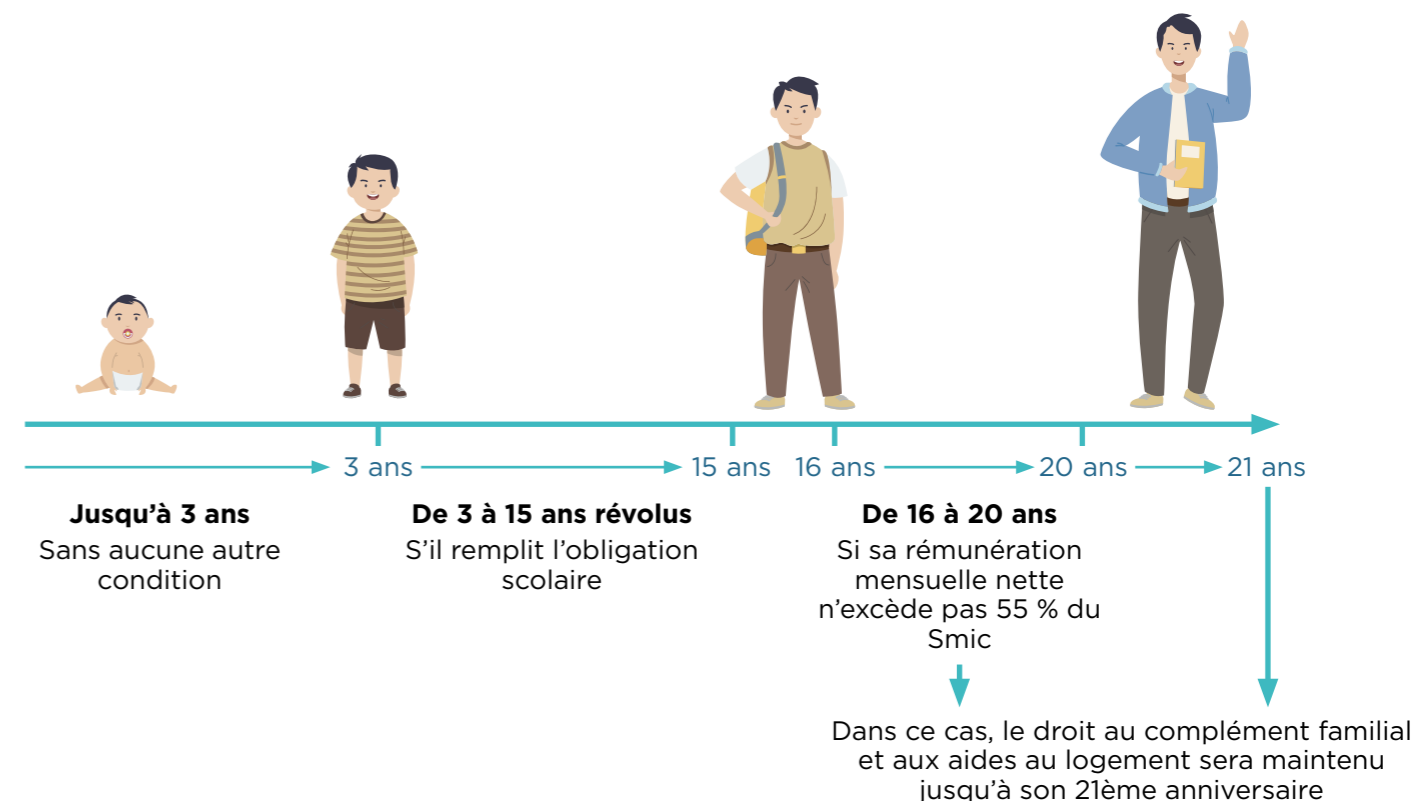 3 ans
15 ans
16 ans
20 ans
21 ans
Jusqu’à 3 ans
Sans aucune autre
condition
De 3 à 15 ans révolus
S’il remplit l’obligation
scolaire
De 16 à 20 ans
Si sa rémunération
mensuelle nette
n’excède pas 55 % du
Smic
Dans ce cas, le droit au complément familial
et aux aides au logement sera maintenu
jusqu’à son 21ème anniversaire